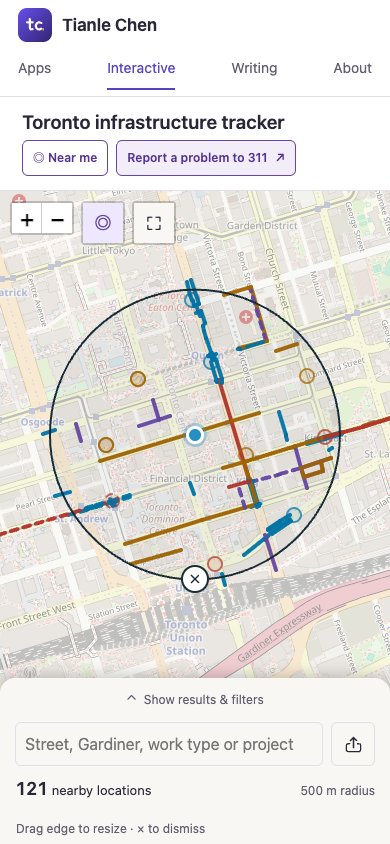 tc.
Tianle Chen
Apps
Interactive
Writing
About
Toronto infrastructure tracker
Near me
Report a problem to 311 ↗
+
−
Garden District
Little Tokyo
Church Street
Mutual Street
Victoria Street
Centre Avenue
Osgoode
Victoria Street
Financial District
Pearl Street
St. Andrew
Toronto-
Dominion
Front Street West
Station Street
×
Toronto
Union
Station
Gardiner Expressway
Freeland Street
Cooper Street
Show results & filters
Street, Gardiner, work type or project
121 nearby locations
500 m radius
Drag edge to resize · × to dismiss